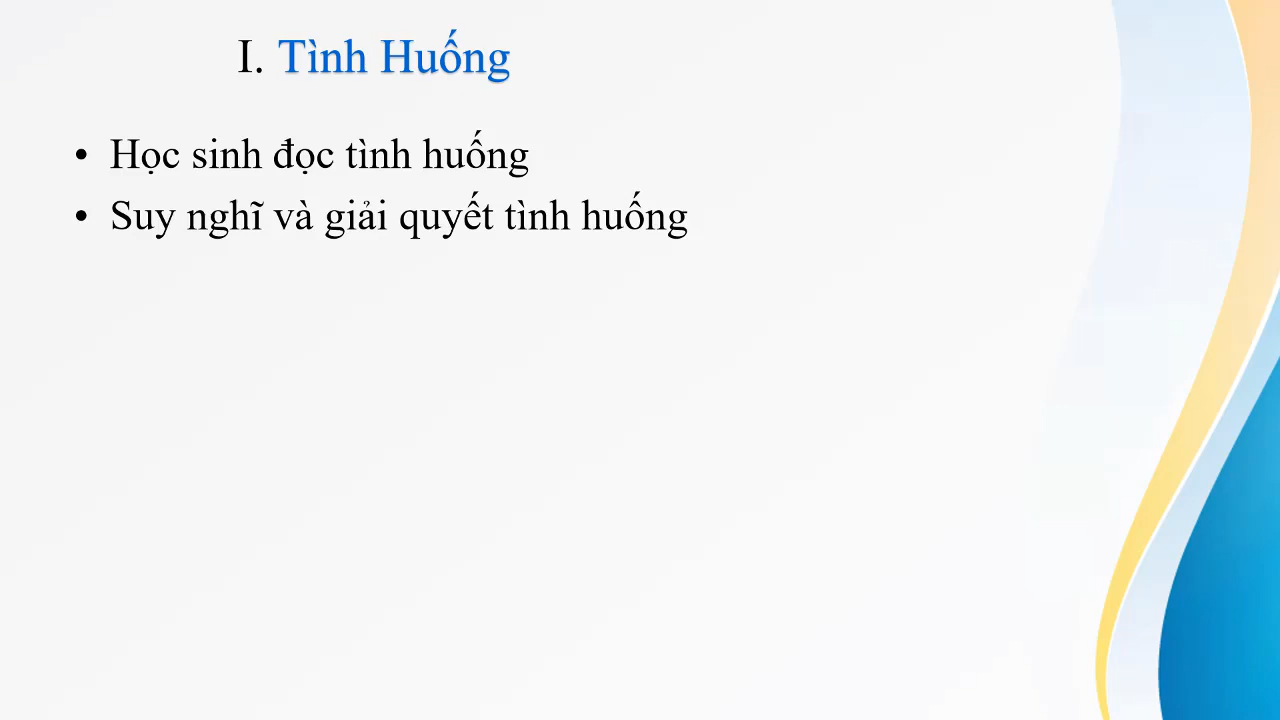 I. Tình Huống
• Học sinh đọc tình huống
• Suy nghĩ và giải quyết tình huống